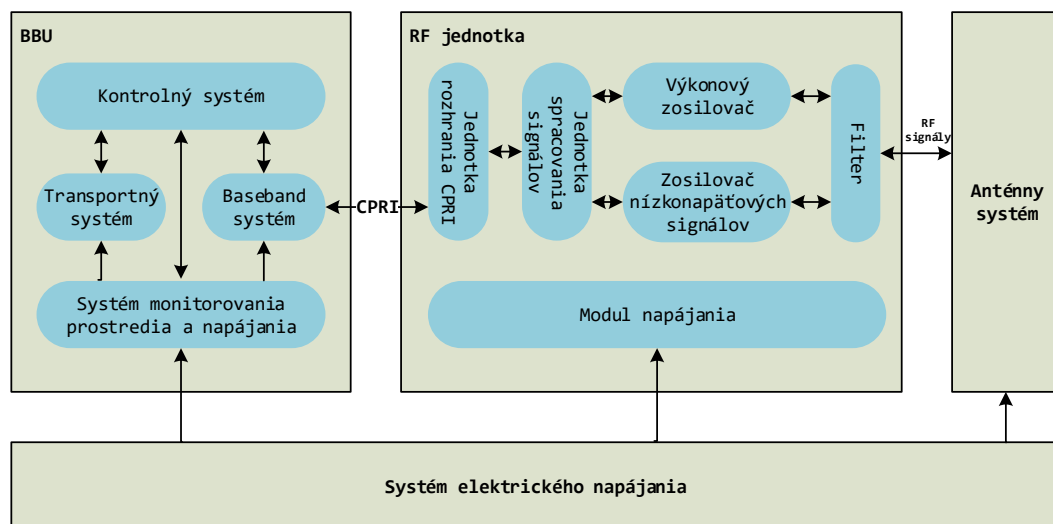 BBU
Kontrolný systém
Transportný
systém
Baseband
systém
Systém monitorovania
prostredia a napájania
CPRI
RF jednotka
Jednotka
rozhrania CPRI
Jednotka
spracovania
signálov
Výkonový
zosilovač
Zosilovač
nízkonapäťových
signálov
Filter
Modul napájania
RF
signály
Anténny
systém
Systém elektrického napájania